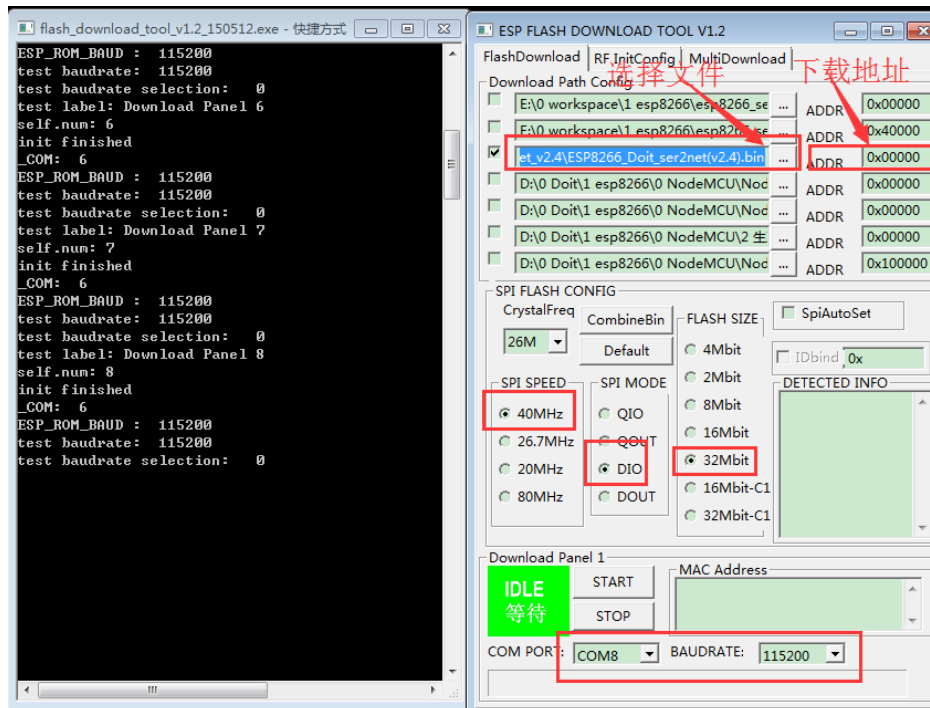 flash_download_tool_v1.2_150512.exe - 快捷方式
ESP_ROM_BAUD :  115200
test baudrate:  115200
test baudrate selection:   0
test label: Download Panel 6
self.num: 6
init finished
_COM:  6
ESP_ROM_BAUD :  115200
test baudrate:  115200
test baudrate selection:   0
test label: Download Panel 7
self.num: 7
init finished
_COM:  6
ESP_ROM_BAUD :  115200
test baudrate:  115200
test baudrate selection:   0
test label: Download Panel 8
self.num: 8
init finished
_COM:  6
ESP_ROM_BAUD :  115200
test baudrate:  115200
test baudrate selection:   0
ESP FLASH DOWNLOAD TOOL V1.2
FlashDownload RF InitConfig MultiDownload
选择文件 下载地址
Download Path Config
E:\0 workspace\1 esp8266\esp8266_se ... ADDR 0x00000
E:\0 workspace\1 esp8266\esp8266_se ... ADDR 0x40000
et_v2.4\ESP8266_Doit_ser2net(v2.4).bin ... ADDR 0x00000
D:\0 Doit\1 esp8266\0 NodeMCU\Nod ... ADDR 0x00000
D:\0 Doit\1 esp8266\0 NodeMCU\Nod ... ADDR 0x00000
D:\0 Doit\1 esp8266\0 NodeMCU\2 生 ... ADDR 0x00000
D:\0 Doit\1 esp8266\0 NodeMCU\Nod ... ADDR 0x100000
SPI FLASH CONFIG
CrystalFreq
26M
CombineBin
Default
SPI SPEED
40MHz
26.7MHz
20MHz
80MHz
SPI MODE
QIO
QOUT
DIO
DOUT
FLASH SIZE
4Mbit
2Mbit
8Mbit
16Mbit
32Mbit
16Mbit-C1
32Mbit-C1
SpiAutoSet
IDbind 0x
DETECTED INFO
Download Panel 1
IDLE
等待
START
STOP
MAC Address
COM PORT: COM8 BAUDRATE: 115200